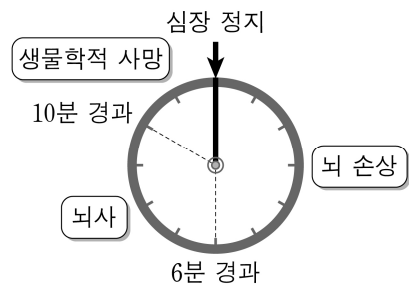 심장 정지
생물학적 사망
10분 경과
뇌 손상
뇌사
6분 경과